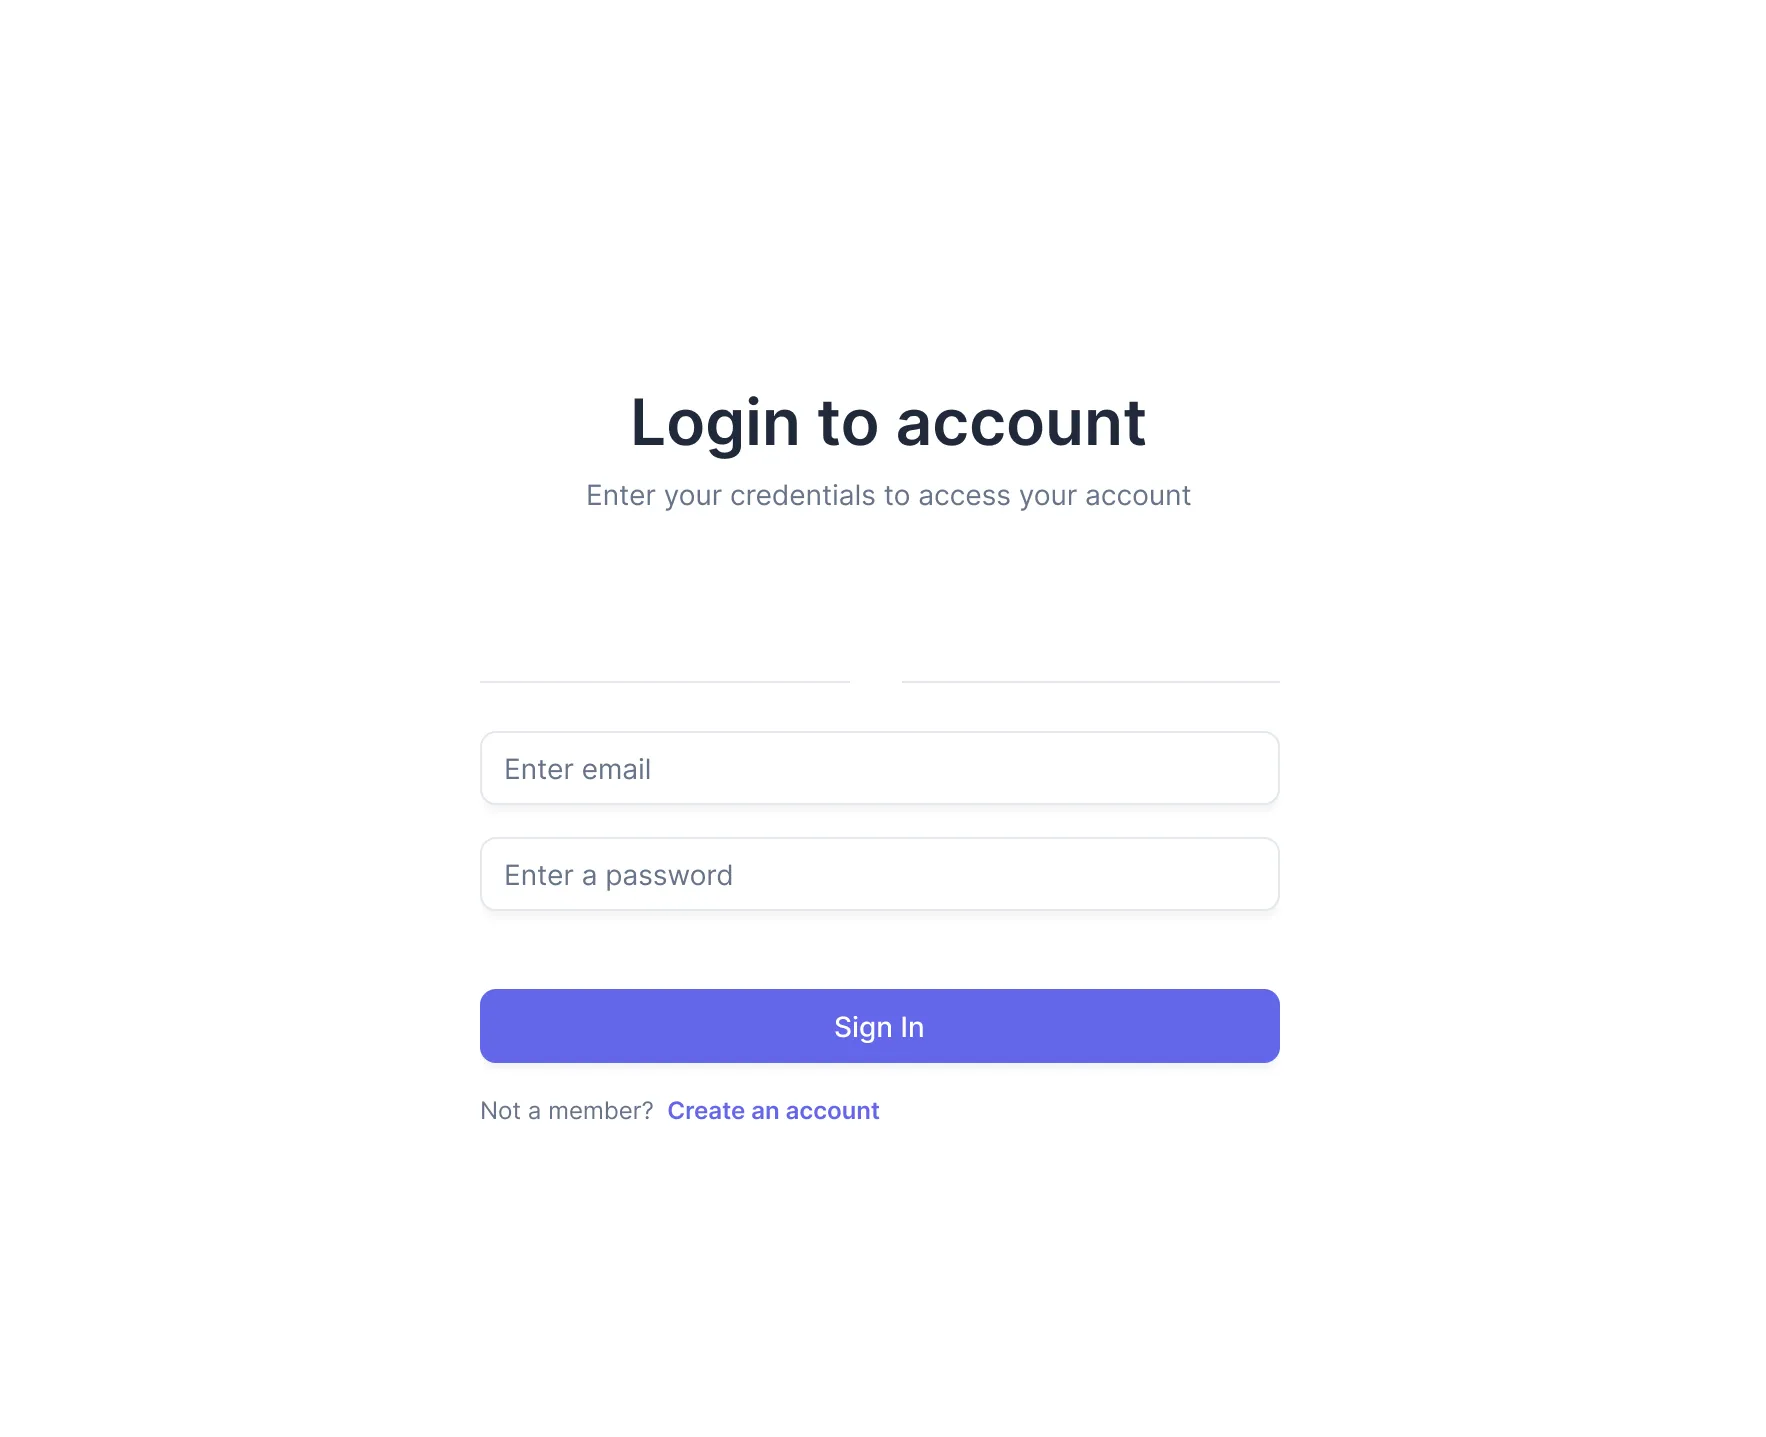 Login to account
Enter your credentials to access your account
Enter email
Enter a password
Sign In
Not a member? Create an account